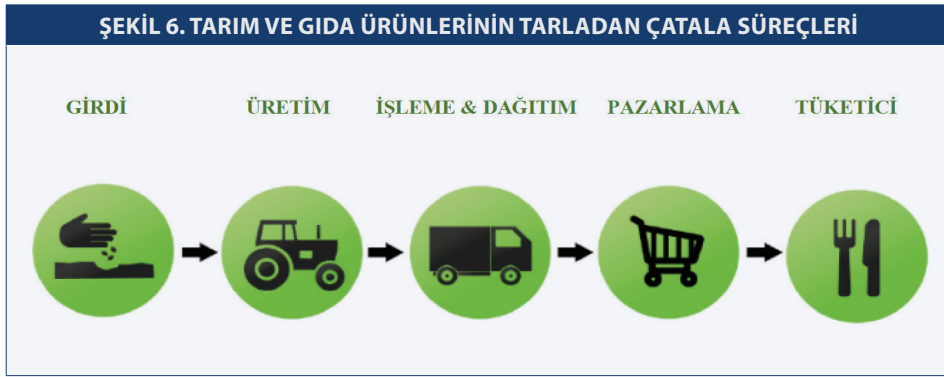 ŞEKİL 6. TARIM VE GIDA ÜRÜNLERİNİN TARLADAN ÇATALA SÜREÇLERİ
GİRDİ ÜRETİM İŞLEME & DAĞITIM PAZARLAMA TÜKETİCİ